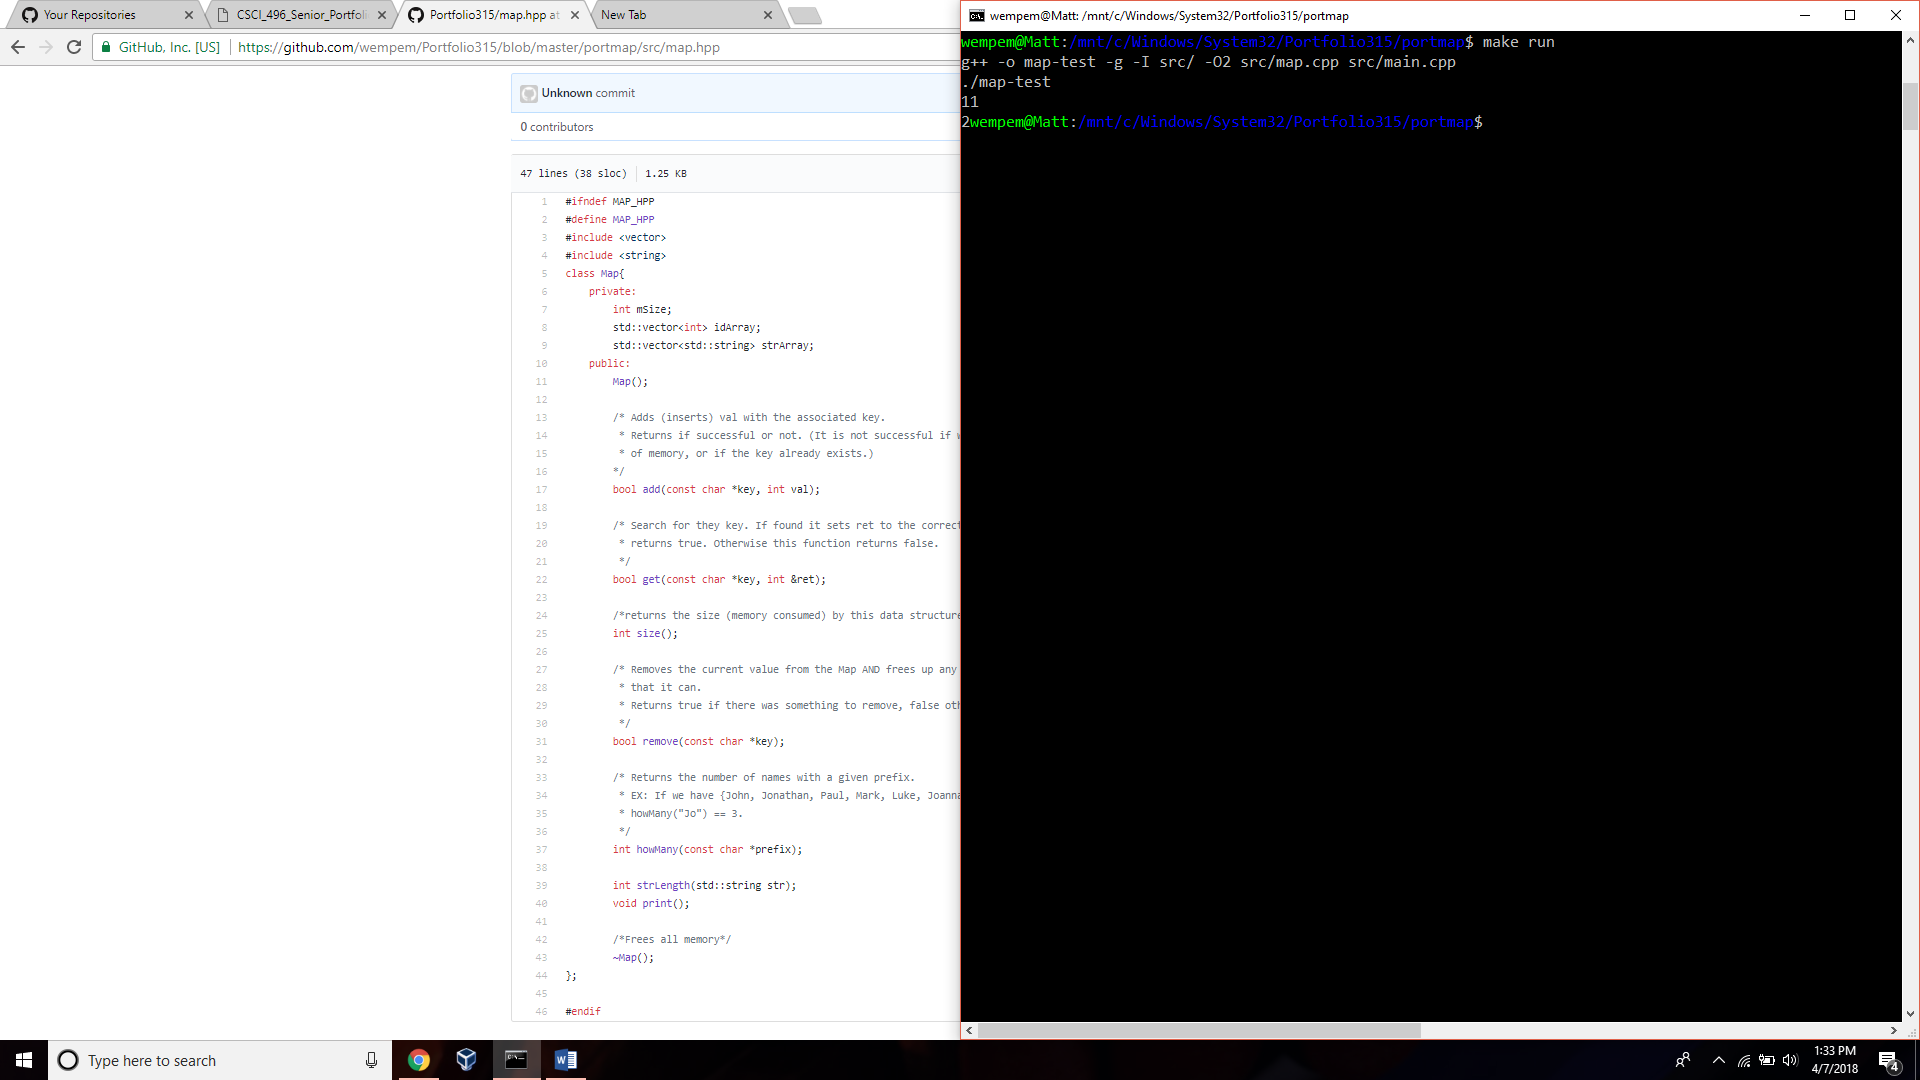 Your Repositories
CSCI_496_Senior_Portfoli
Portfolio315/map.hpp at
New Tab
GitHub, Inc. [US]
https://github.com/wempem/Portfolio315/blob/master/portmap/src/map.hpp
Unknown commit
0 contributors
47 lines (38 sloc)
1.25 KB
1 #ifndef MAP_HPP
2 #define MAP_HPP
3 #include <vector>
4 #include <string>
5 class Map{
6 private:
7 int mSize;
8 std::vector<int> idArray;
9 std::vector<std::string> strArray;
10 public:
11 Map();
12
13 /* Adds (inserts) val with the associated key.
14 * Returns if successful or not. (It is not successful if w
15 * of memory, or if the key already exists.)
16 */
17 bool add(const char *key, int val);
18
19 /* Search for they key. If found it sets ret to the correct
20 * returns true. Otherwise this function returns false.
21 */
22 bool get(const char *key, int &ret);
23
24 /*returns the size (memory consumed) by this data structure
25 int size();
26
27 /* Removes the current value from the Map AND frees up any
28 * that it can.
29 * Returns true if there was something to remove, false oth
30 */
31 bool remove(const char *key);
32
33 /* Returns the number of names with a given prefix.
34 * EX: If we have {John, Jonathan, Paul, Mark, Luke, Joanna
35 * howMany("Jo") == 3.
36 */
37 int howMany(const char *prefix);
38
39 int strLength(std::string str);
40 void print();
41
42 /*Frees all memory*/
43 ~Map();
44 };
45
46 #endif
wempem@Matt: /mnt/c/Windows/System32/Portfolio315/portmap
wempem@Matt:/mnt/c/Windows/System32/Portfolio315/portmap$ make run
g++ -o map-test -g -I src/ -O2 src/map.cpp src/main.cpp
./map-test
11
2wempem@Matt:/mnt/c/Windows/System32/Portfolio315/portmap$
Type here to search
1:33 PM
4/7/2018
4